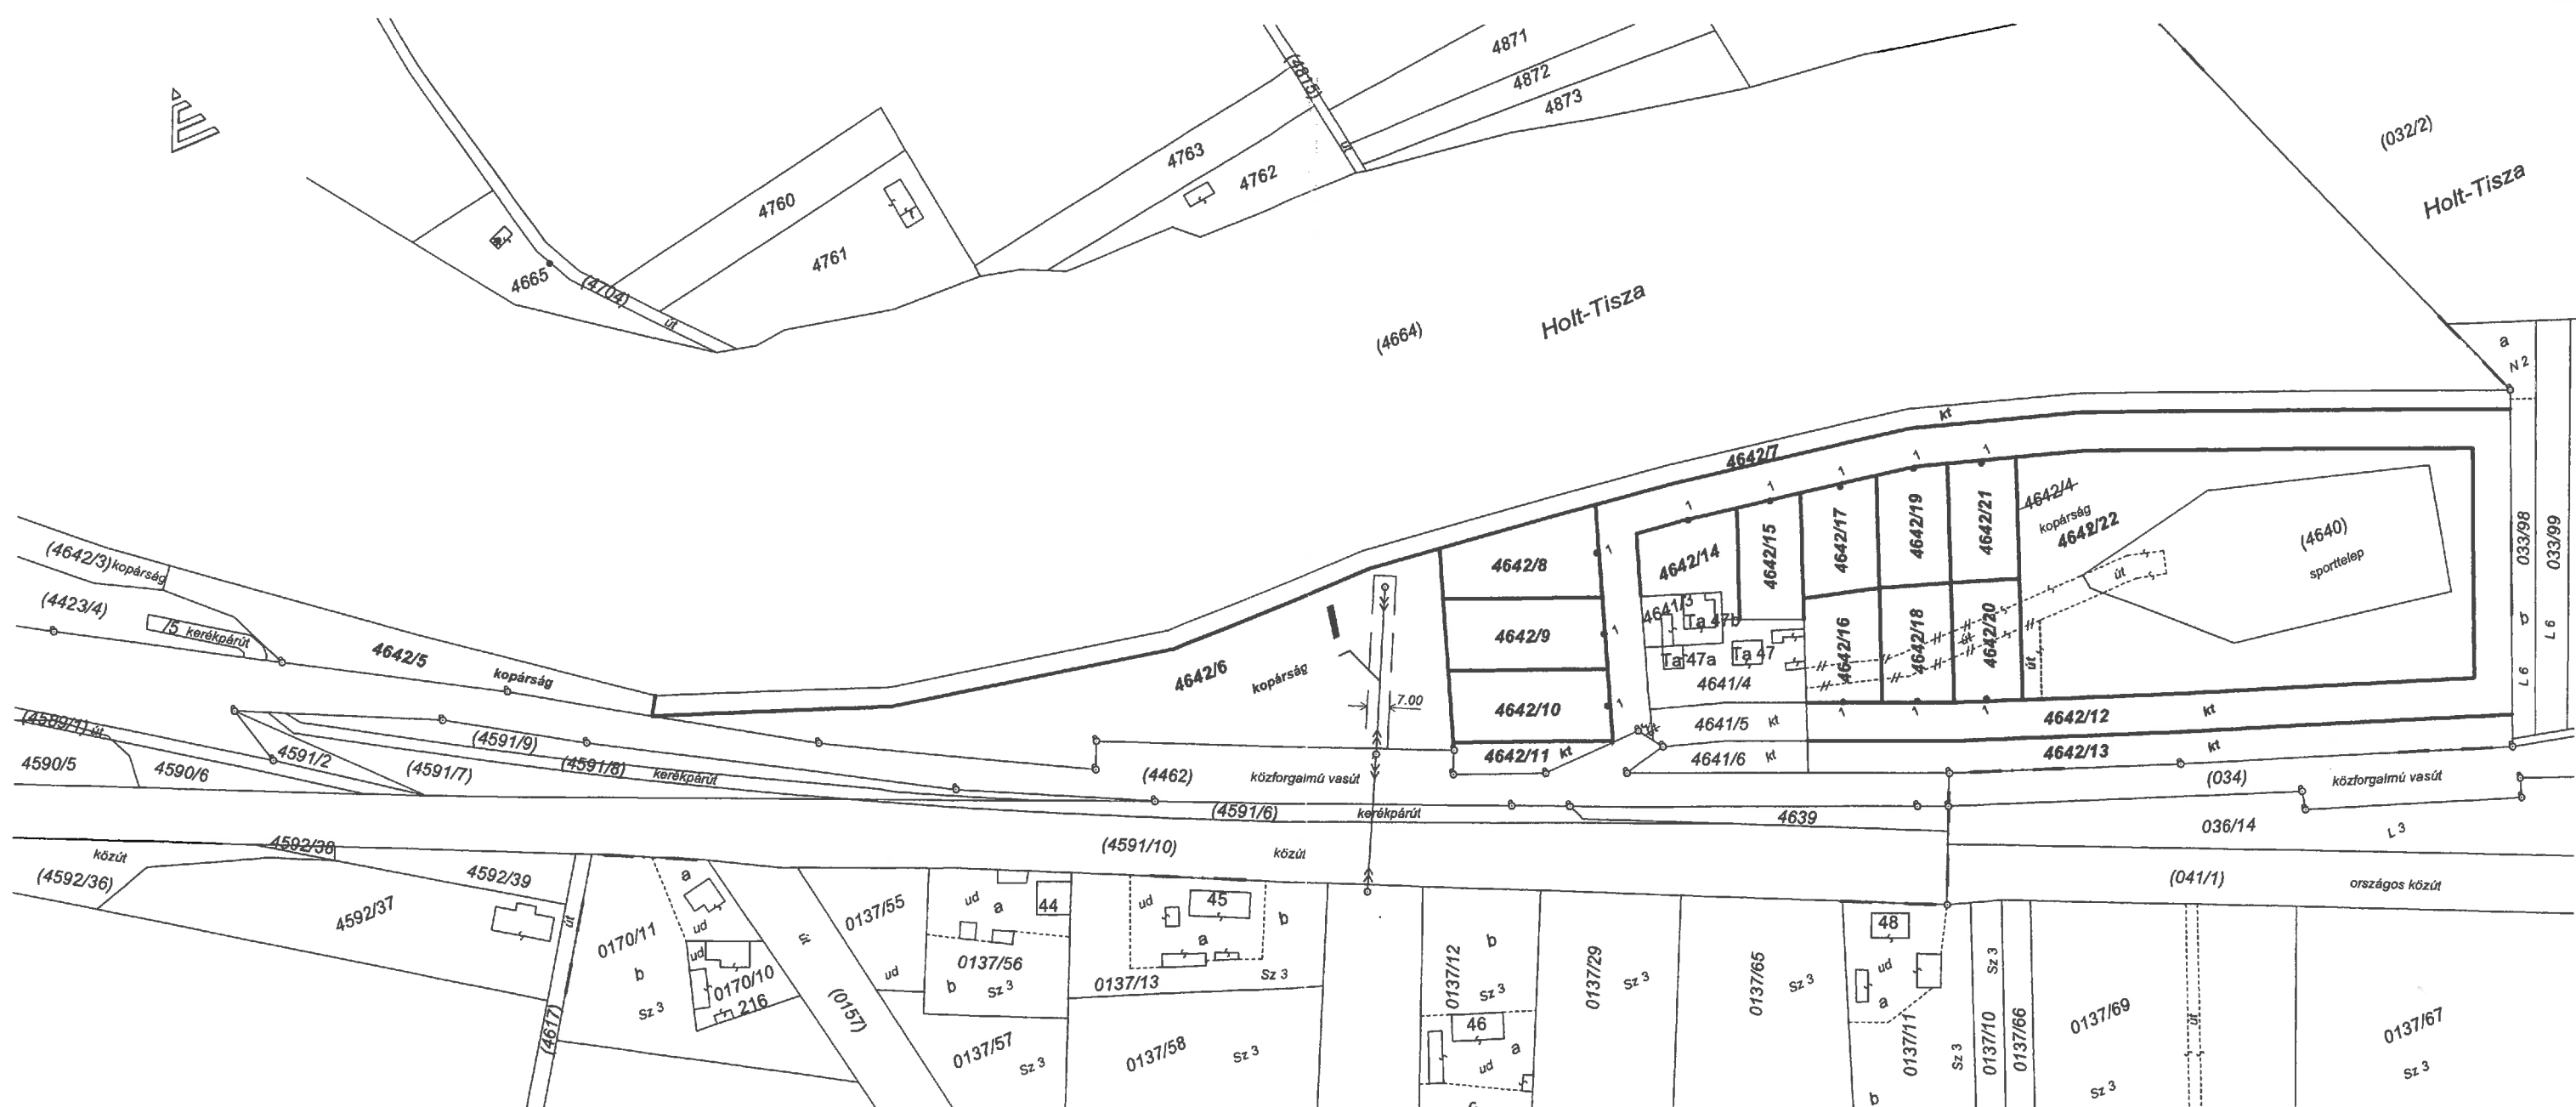 4871
4872
4873
(4815)
út
(032/2)
Holt-Tisza
4763
4762
4760
4761
4665
(4704)
út
Holt-Tisza
(4664)
a
N 2
kt
4642/7
1
1
1
1
1
4642/4
kopárság
4642/22
(4640)
sporttelep
út
033/98
033/99
b
L 6
L 6
4642/21
4642/19
4642/17
4642/15
4642/14
4642/8
1
4642/9
1
4642/10
1
4641/3
Ta 47b
Ta 47a
Ta 47
4641/4
4642/16
4642/18
4642/20
út
út
1
1
1
(4642/3) kopárság
(4423/4)
/5 kerékpárút
4642/5
kopárság
4642/6
kopárság
7.00
4642/11 kt
4641/5 kt
4641/6 kt
4642/12
kt
4642/13
kt
(4589/1) út
4590/5
4590/6
4591/2
(4591/7)
(4591/9)
(4591/8)
kerékpárút
(4462)
közforgalmú vasút
(034)
közforgalmú vasút
(4591/6)
kerékpárút
4639
036/14
L 3
(4591/10)
közút
(041/1)
országos közút
közút
(4592/36)
4592/38
4592/39
4592/37
út
(4617)
0170/11
b
Sz 3
a
ud
ud
0170/10
216
út
(0157)
0137/55
ud
ud
a
44
0137/56
b
Sz 3
0137/57
Sz 3
ud
45
a
b
0137/13
Sz 3
0137/58
Sz 3
0137/12
b
Sz 3
46
ud
a
0137/29
Sz 3
0137/65
Sz 3
48
ud
a
b
0137/11
Sz 3
0137/10
Sz 3
0137/66
0137/69
Sz 3
út
0137/67
Sz 3